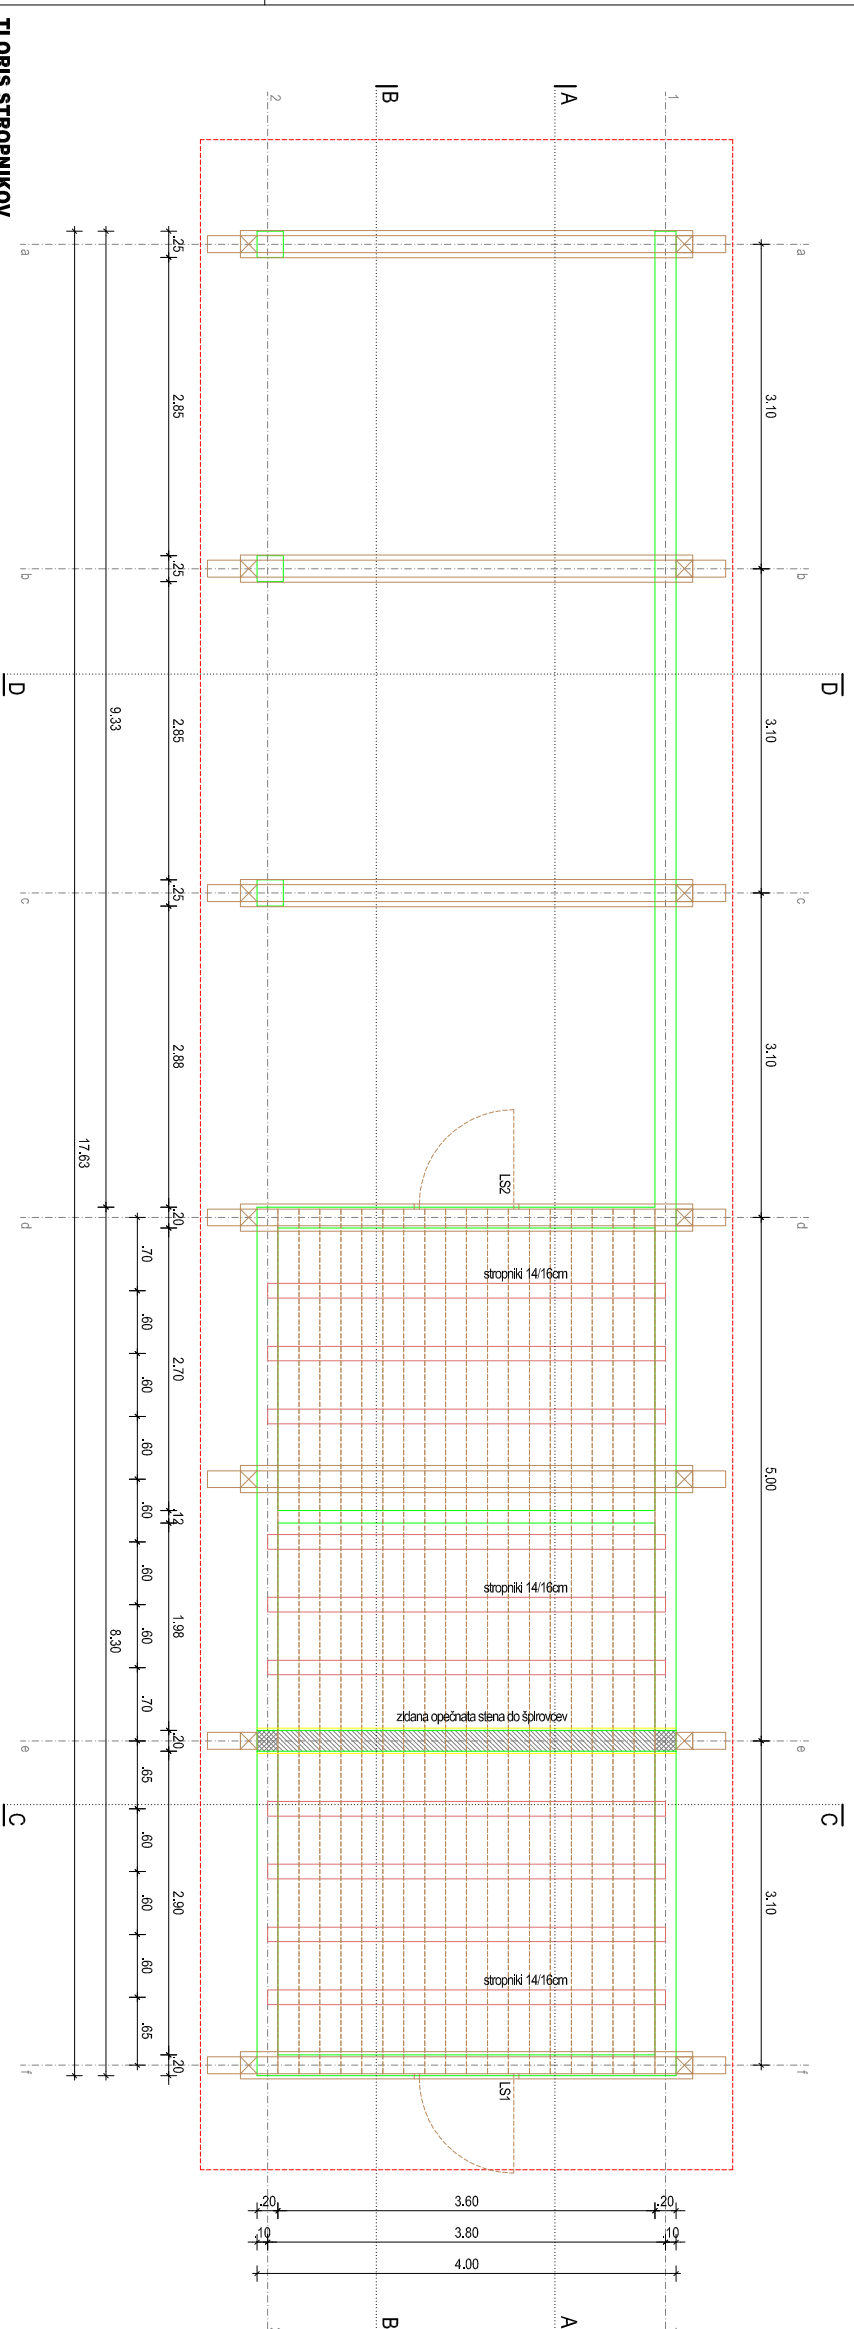 TLORIS STROPNIKOV
2
B
A
1
a
.25
a
2.85
3.10
b
.25
b
D
D
9.33
2.85
3.10
c
.25
c
2.88
3.10
17.63
LS2
d
.20
d
.70
stropniki 14/16cm
.60
2.70
.60
.60
5.00
.60
.12
.60
stropniki 14/16cm
8.30
.60
1.98
.70
zidana opečnata stena do špirovcev
e
.20
e
.65
C
C
.60
.60
2.90
3.10
.60
stropniki 14/16cm
.65
f
.20
f
LS1
.20
3.60
.20
.10
3.80
.10
4.00
B
A